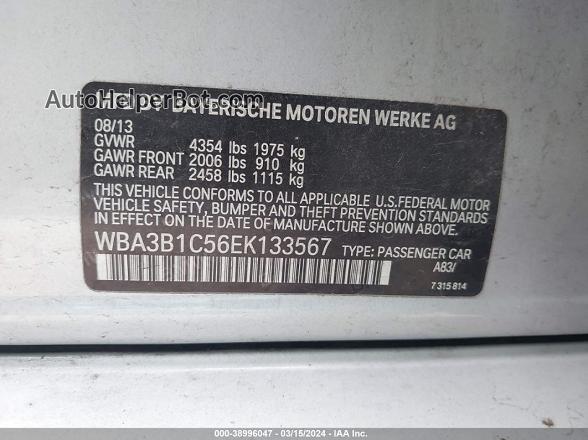 AutoHelperBot.com
BAYERISCHE MOTOREN WERKE AG
08/13
GVWR 4354 lbs 1975 kg
GAWR FRONT 2006 lbs 910 kg
GAWR REAR 2458 lbs 1115 kg
THIS VEHICLE CONFORMS TO ALL APPLICABLE U.S.FEDERAL MOTOR
VEHICLE SAFETY, BUMPER AND THEFT PREVENTION STANDARDS IN
EFFECT ON THE DATE OF MANUFACTURE SHOWN ABOVE.
WBA3B1C56EK133567 TYPE: PASSENGER CAR
A83/
7 315 814
© 38996047 - 03/15/2024 - IAA Inc.